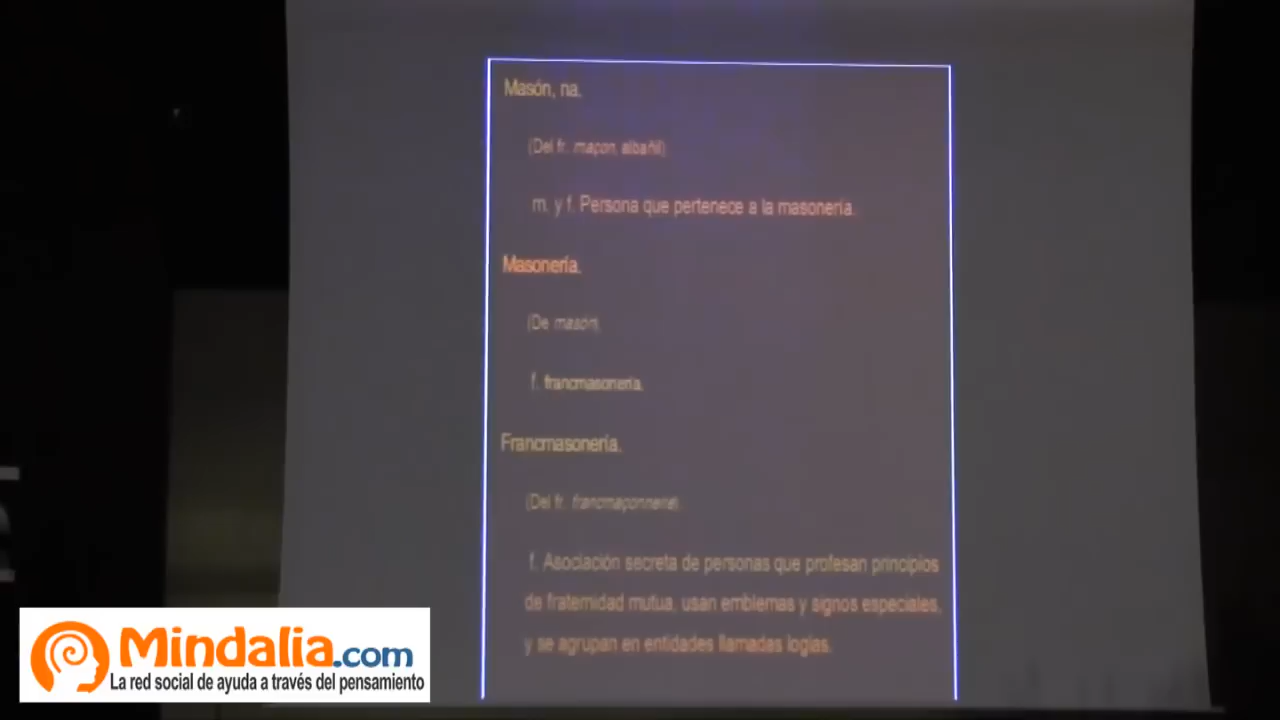 Masón, na.
(Del fr. maçon, albañil)
m. y f. Persona que pertenece a la masonería.
Masonería.
(De masón)
f. francmasonería.
Francmasonería.
(Del fr. francmaçonnerie)
f. Asociación secreta de personas que profesan principios
de fraternidad mutua, usan emblemas y signos especiales,
y se agrupan en entidades llamadas logias.
Mindalia.com
La red social de ayuda a través del pensamiento